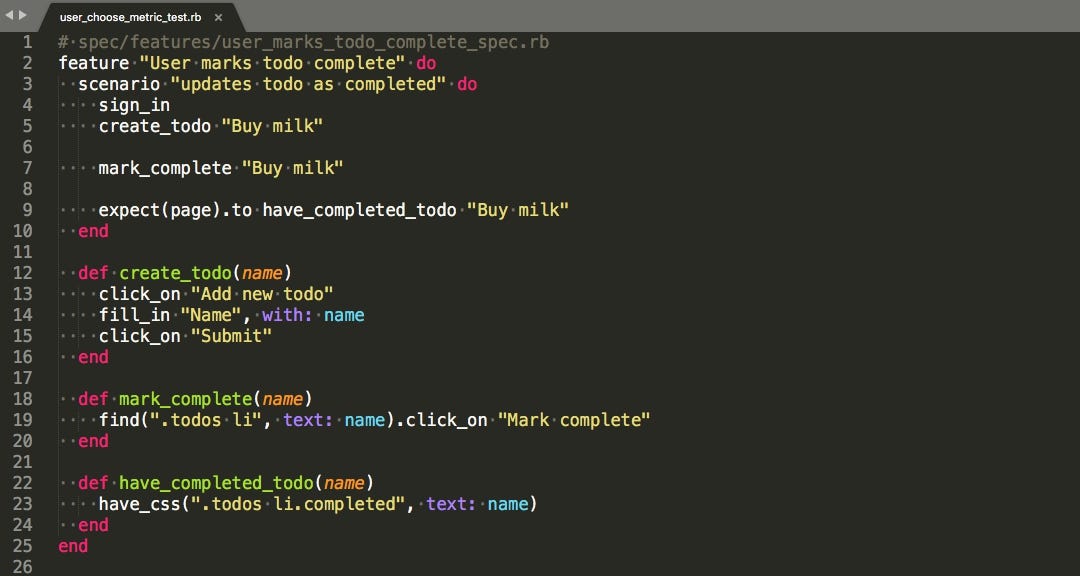 user_choose_metric_test.rb ×
1 # spec/features/user_marks_todo_complete_spec.rb
2 feature "User marks todo complete" do
3   scenario "updates todo as completed" do
4     sign_in
5     create_todo "Buy milk"
6
7     mark_complete "Buy milk"
8
9     expect(page).to have_completed_todo "Buy milk"
10   end
11
12   def create_todo(name)
13     click_on "Add new todo"
14     fill_in "Name", with: name
15     click_on "Submit"
16   end
17
18   def mark_complete(name)
19     find(".todos li", text: name).click_on "Mark complete"
20   end
21
22   def have_completed_todo(name)
23     have_css(".todos li.completed", text: name)
24   end
25 end
26